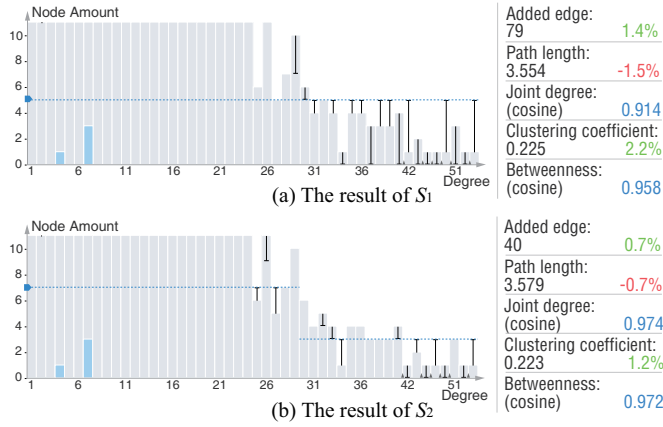 Node Amount
10
8
6
4
2
0
1 6 11 16 21 26 31 36 42 46 51
Degree
(a) The result of S1
Added edge:
79 1.4%
Path length:
3.554 -1.5%
Joint degree:
(cosine) 0.914
Clustering coefficient:
0.225 2.2%
Betweenness:
(cosine) 0.958
Node Amount
10
8
6
4
2
0
1 6 11 16 21 26 31 36 42 46 51
Degree
(b) The result of S2
Added edge:
40 0.7%
Path length:
3.579 -0.7%
Joint degree:
(cosine) 0.974
Clustering coefficient:
0.223 1.2%
Betweenness:
(cosine) 0.972